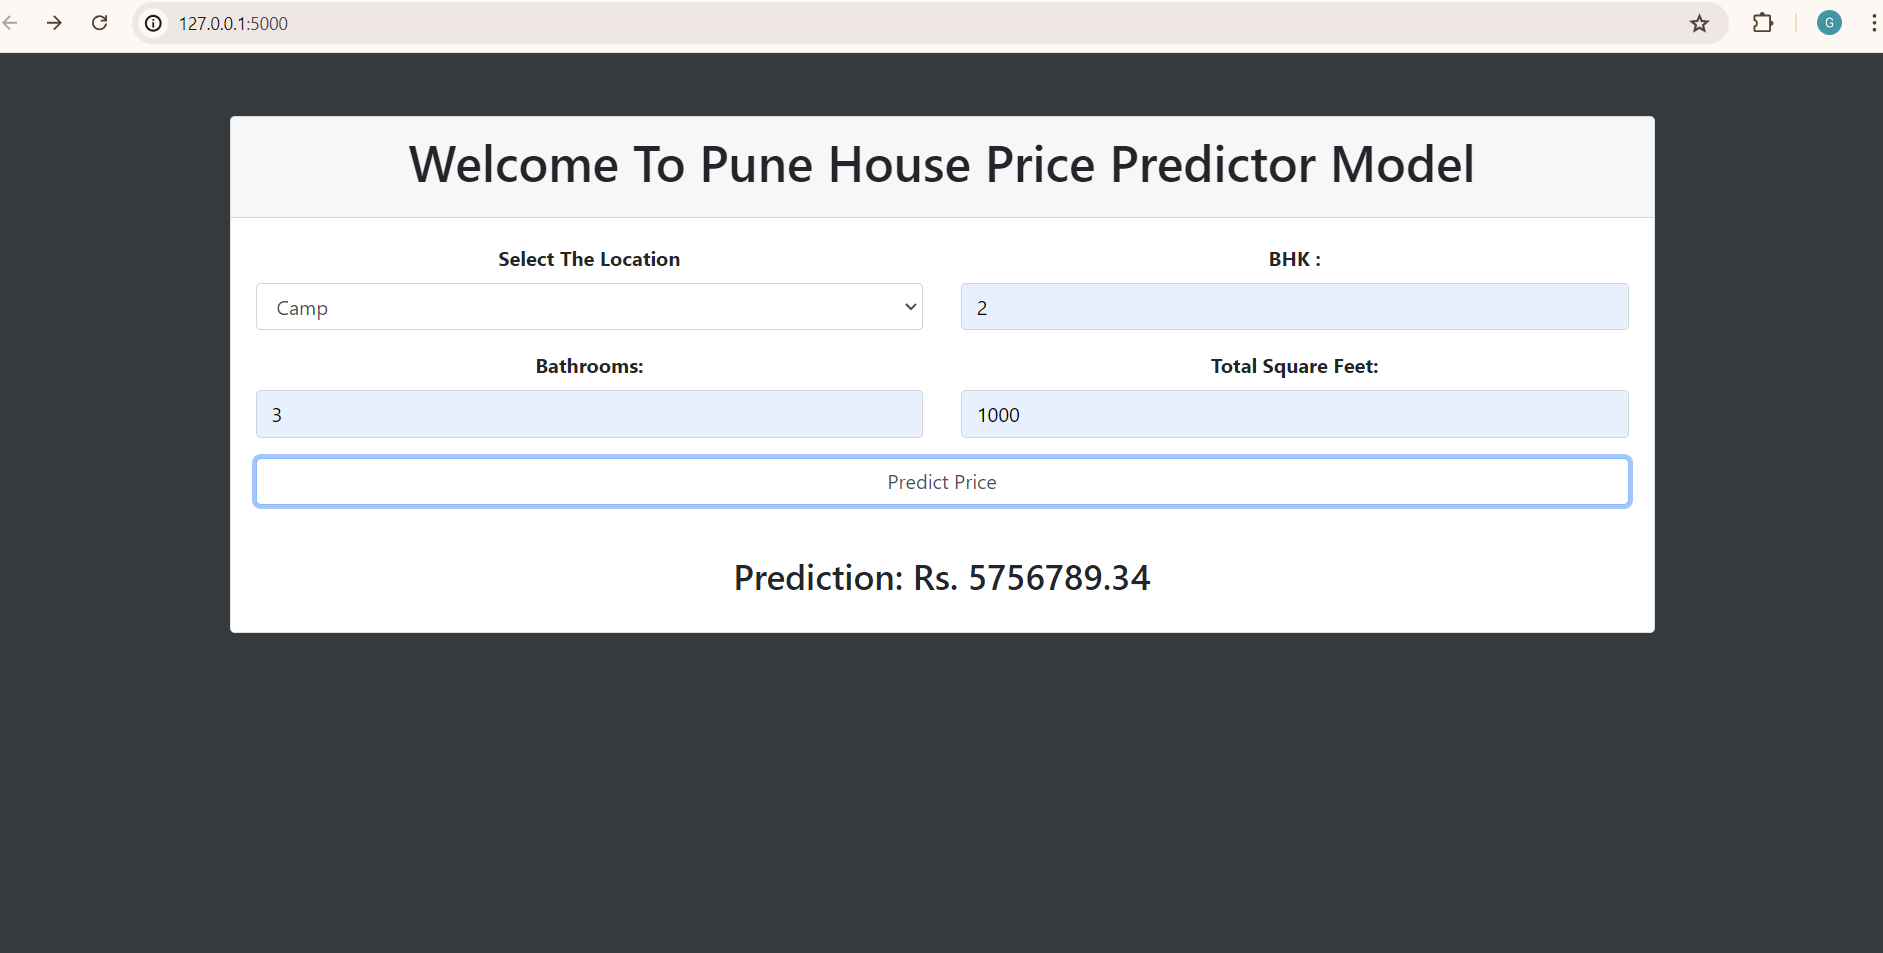 127.0.0.1:5000
G
Welcome To Pune House Price Predictor Model
Select The Location
BHK :
Camp
2
Bathrooms:
Total Square Feet:
3
1000
Predict Price
Prediction: Rs. 5756789.34